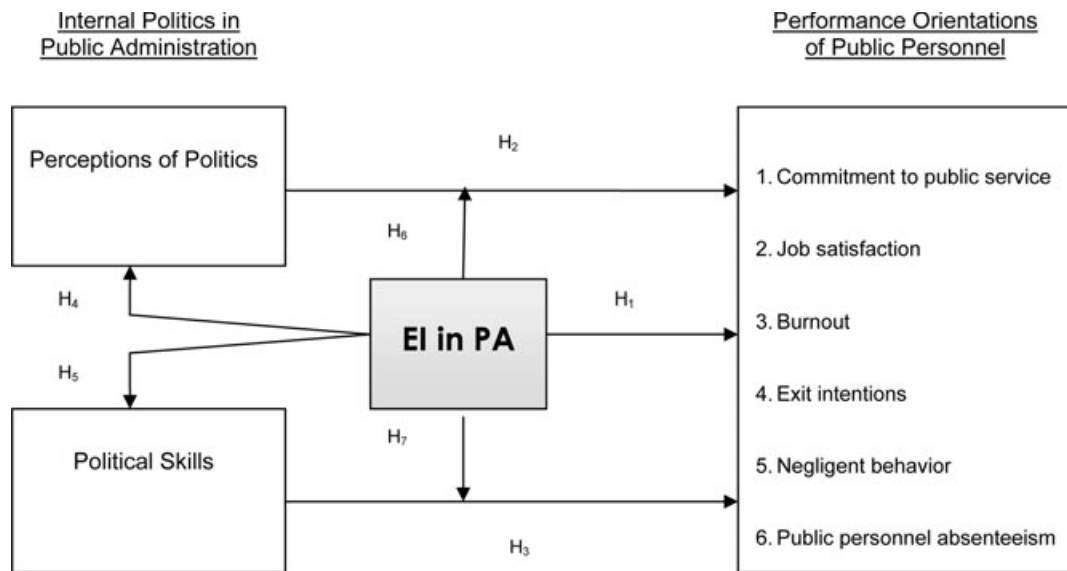 Internal Politics in
Public Administration
Performance Orientations
of Public Personnel
Perceptions of Politics
H₂
1. Commitment to public service
H₆
2. Job satisfaction
H₄
H₁
EI in PA
3. Burnout
H₅
4. Exit intentions
H₇
Political Skills
5. Negligent behavior
H₃
6. Public personnel absenteeism